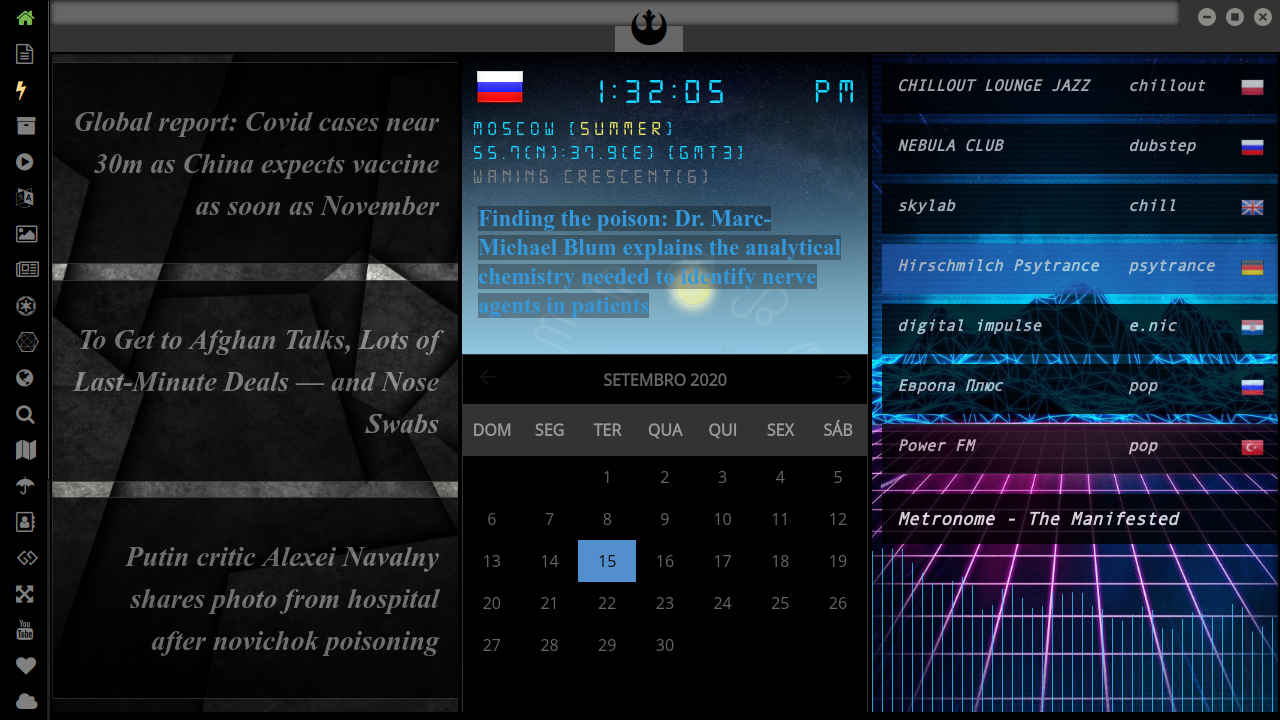 Global report: Covid cases near
30m as China expects vaccine
as soon as November
To Get to Afghan Talks, Lots of
Last-Minute Deals — and Nose
Swabs
Putin critic Alexei Navalny
shares photo from hospital
after novichok poisoning
1:32:05 PM
MOSCOW (SUMMER)
55.7(N):37.9(E) (GMT3)
WANING CRESCENT(6)
Finding the poison: Dr. Marc-
Michael Blum explains the analytical
chemistry needed to identify nerve
agents in patients
SETEMBRO 2020
DOM SEG TER QUA QUI SEX SÁB
1 2 3 4 5
6 7 8 9 10 11 12
13 14 15 16 17 18 19
20 21 22 23 24 25 26
27 28 29 30
CHILLOUT LOUNGE JAZZ chillout
NEBULA CLUB dubstep
skylab chill
Hirschmilch Psytrance psytrance
digital impulse e.nic
Европа Плюс pop
Power FM pop
Metronome - The Manifested
You
Tube